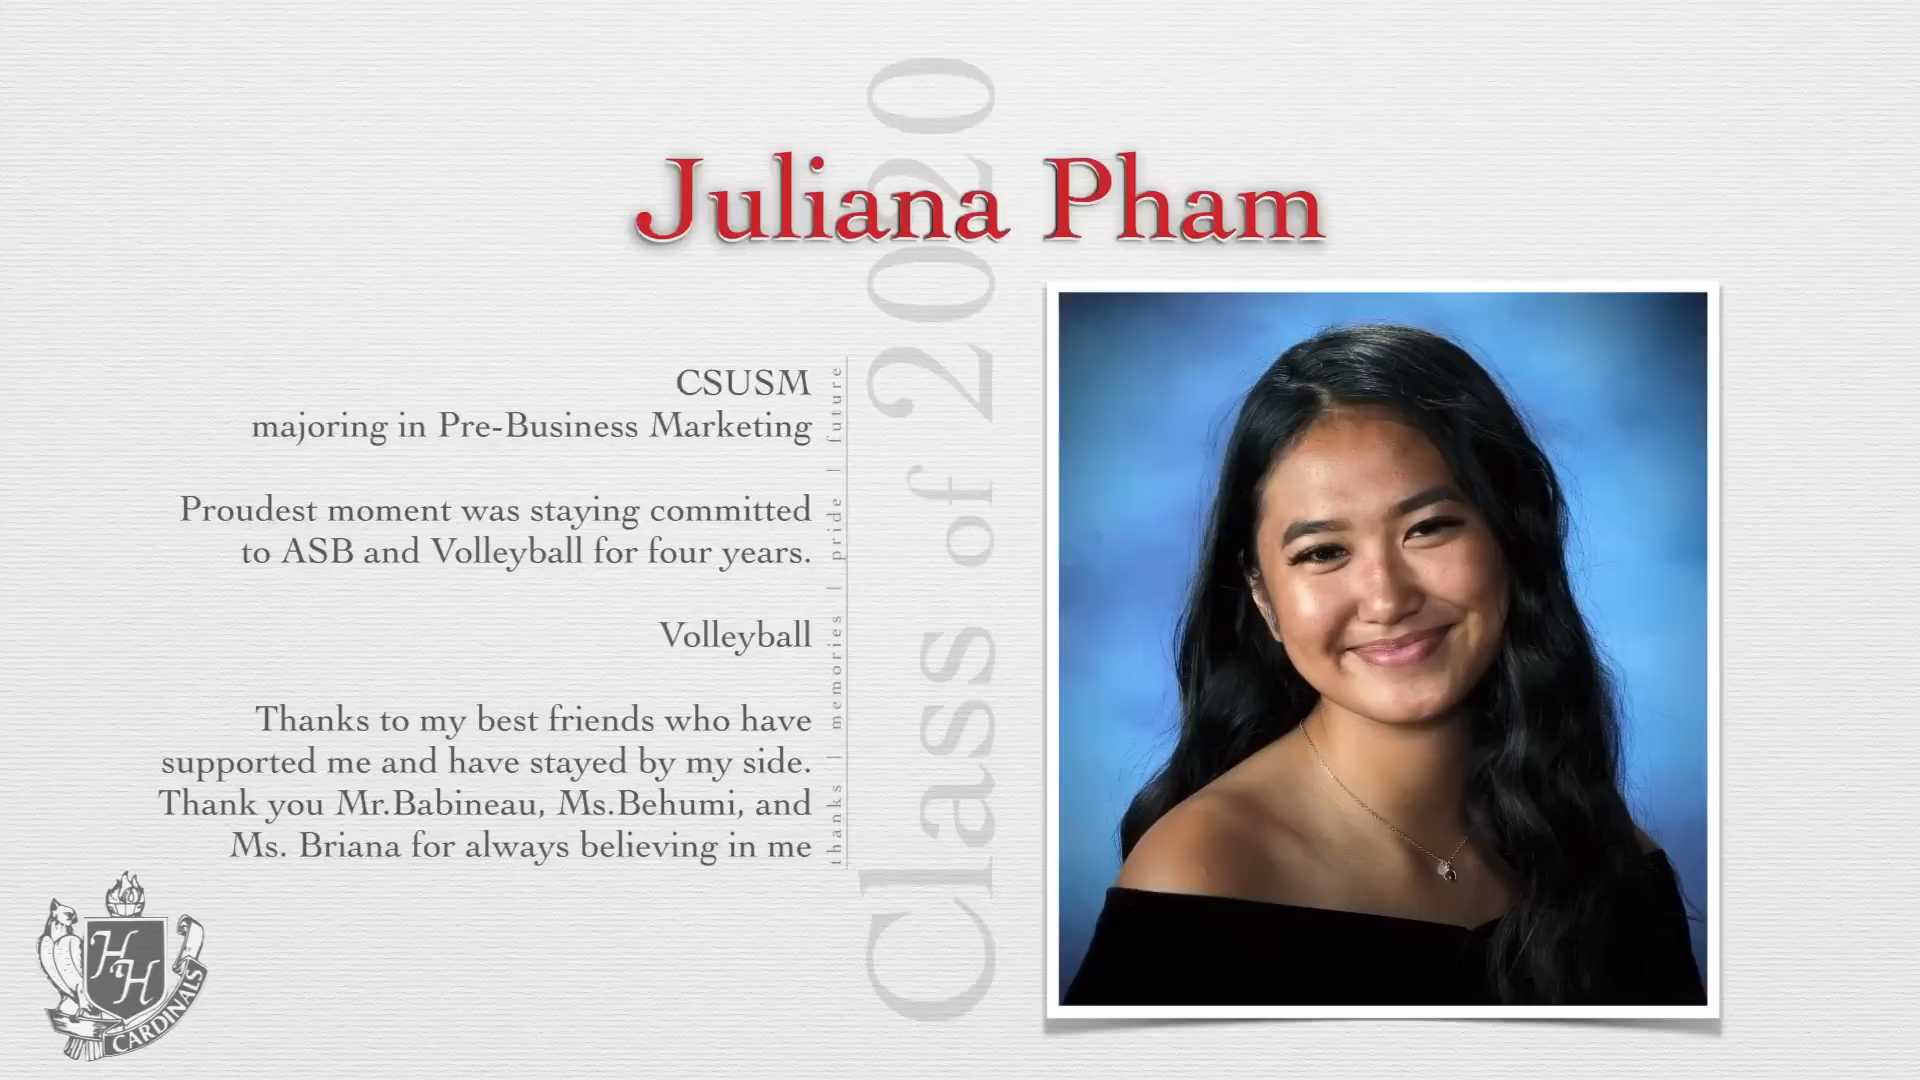 Juliana Pham
CSUSM
majoring in Pre-Business Marketing
Proudest moment was staying committed
to ASB and Volleyball for four years.
Volleyball
Thanks to my best friends who have
supported me and have stayed by my side.
Thank you Mr.Babineau, Ms.Behumi, and
Ms. Briana for always believing in me
thanks | memories | pride | future
Class of 2020
HH
CARDINALS